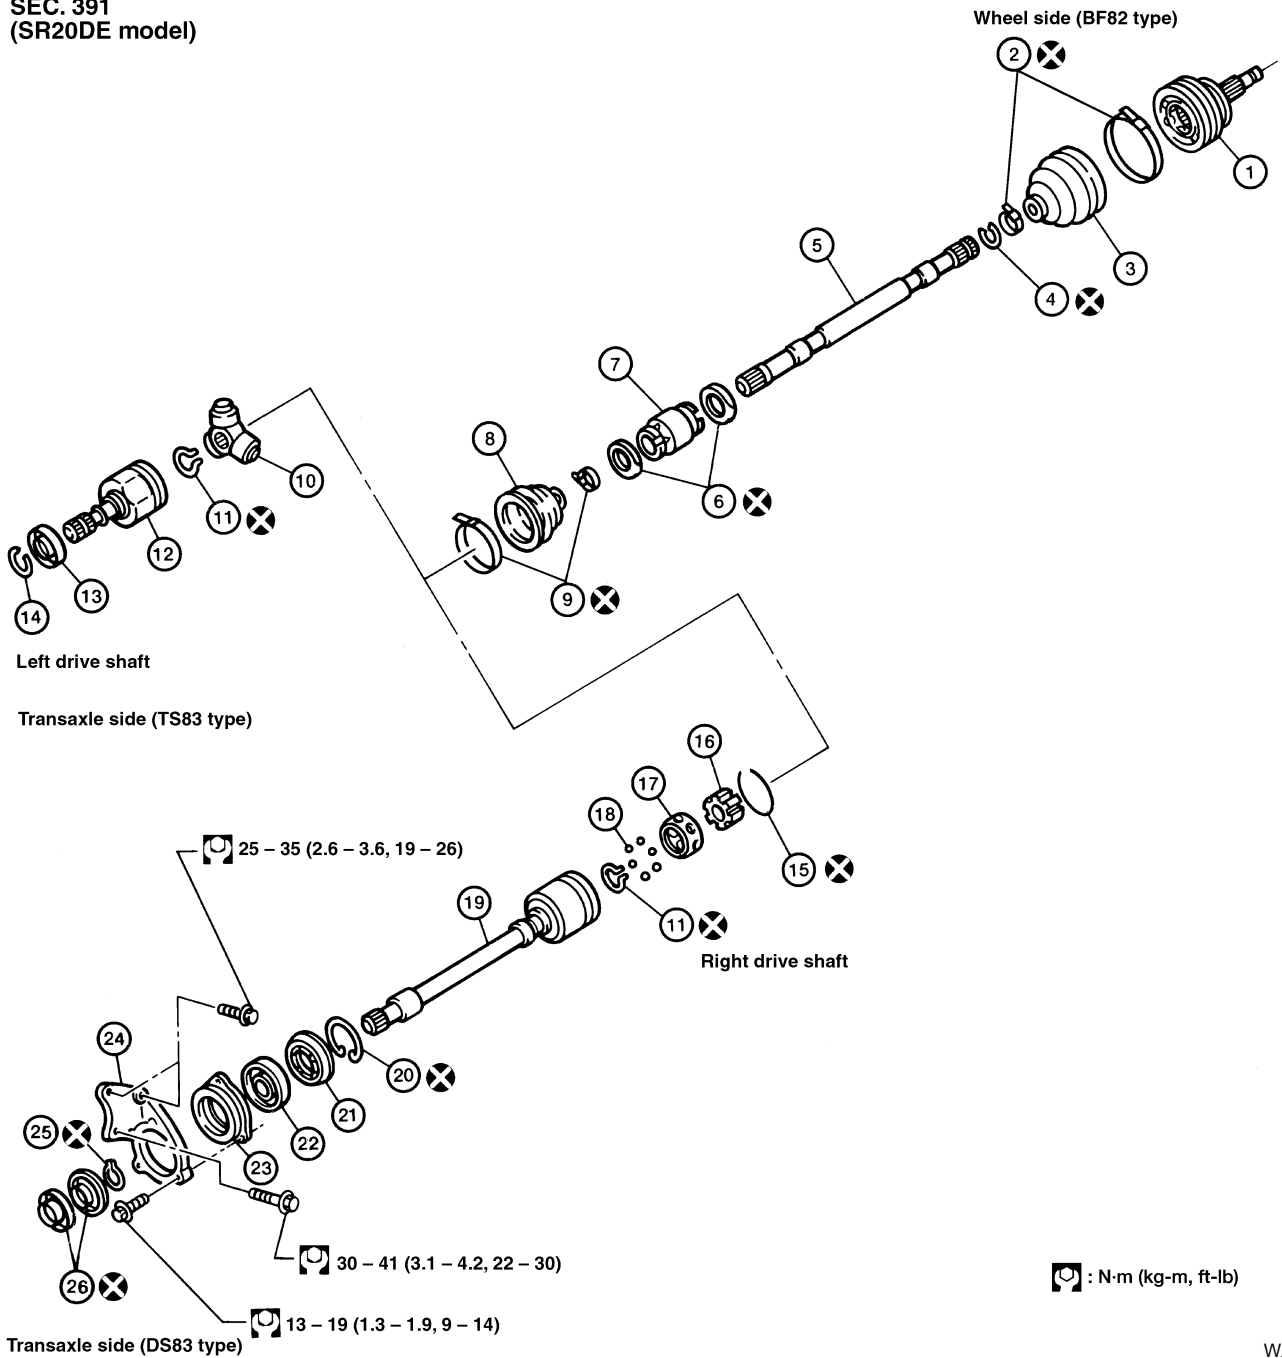 SEC. 391
(SR20DE model)
Wheel side (BF82 type)
2
1
3
5
4
7
8
6
10
11
12
9
13
14
Left drive shaft
Transaxle side (TS83 type)
16
17
18
15
25 – 35 (2.6 – 3.6, 19 – 26)
19
11
Right drive shaft
24
20
21
25
22
23
26
30 – 41 (3.1 – 4.2, 22 – 30)
: N·m (kg-m, ft-lb)
13 – 19 (1.3 – 1.9, 9 – 14)
Transaxle side (DS83 type)
W.